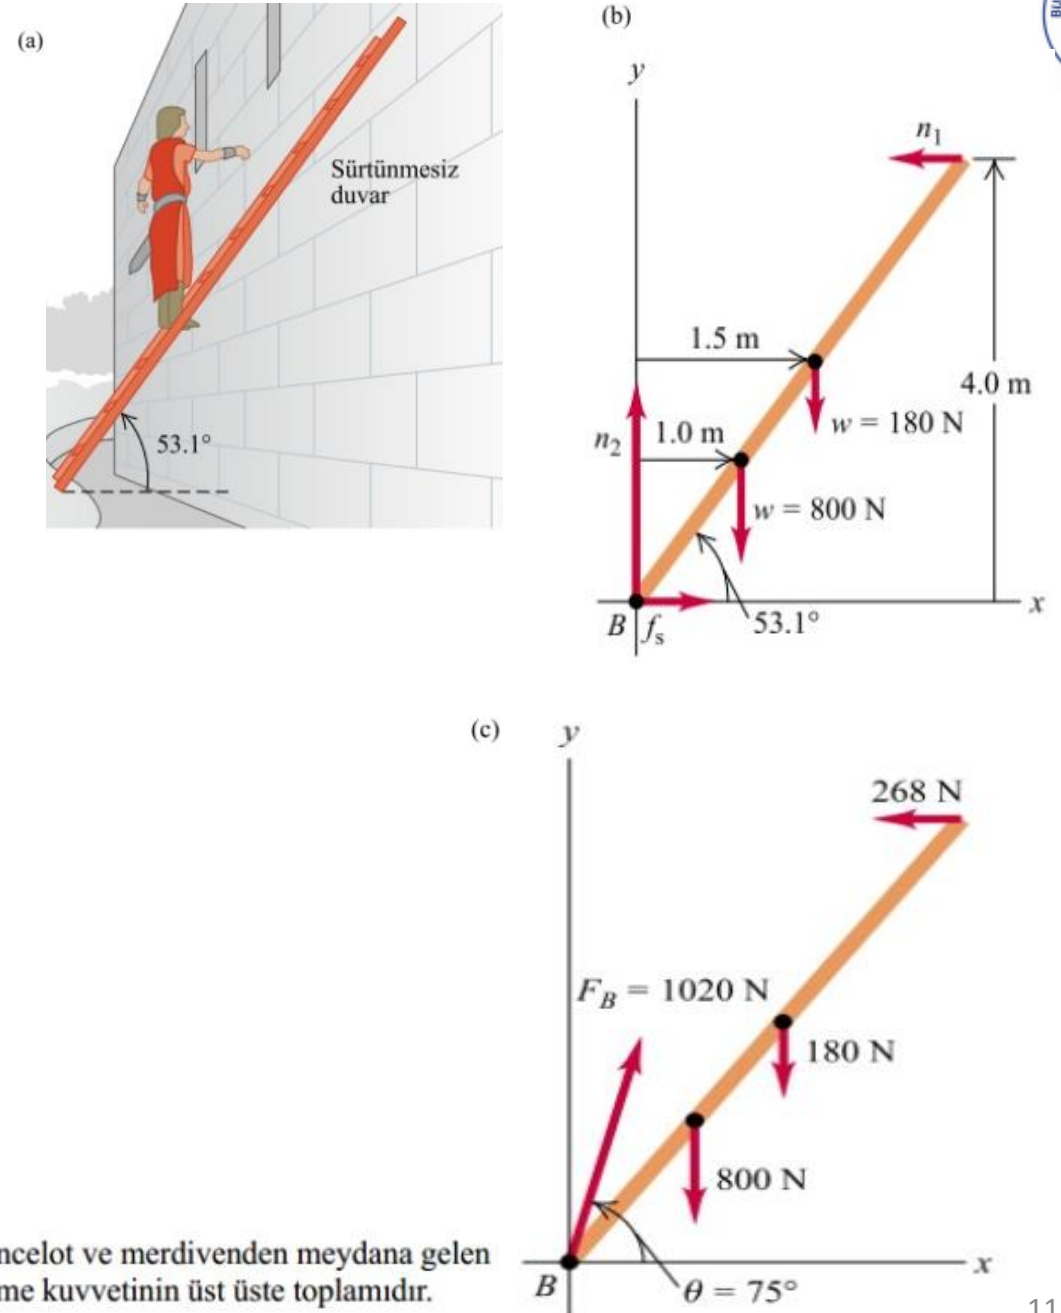 (a)
Sürtünmesiz
duvar
53.1°
(b)
y
n1
1.5 m
4.0 m
w = 180 N
n2
1.0 m
w = 800 N
x
B
fs
53.1°
(c)
y
268 N
FB = 1020 N
180 N
800 N
x
B
θ = 75°
ncelot ve merdivenden meydana gelen
me kuvvetinin üst üste toplamıdır.